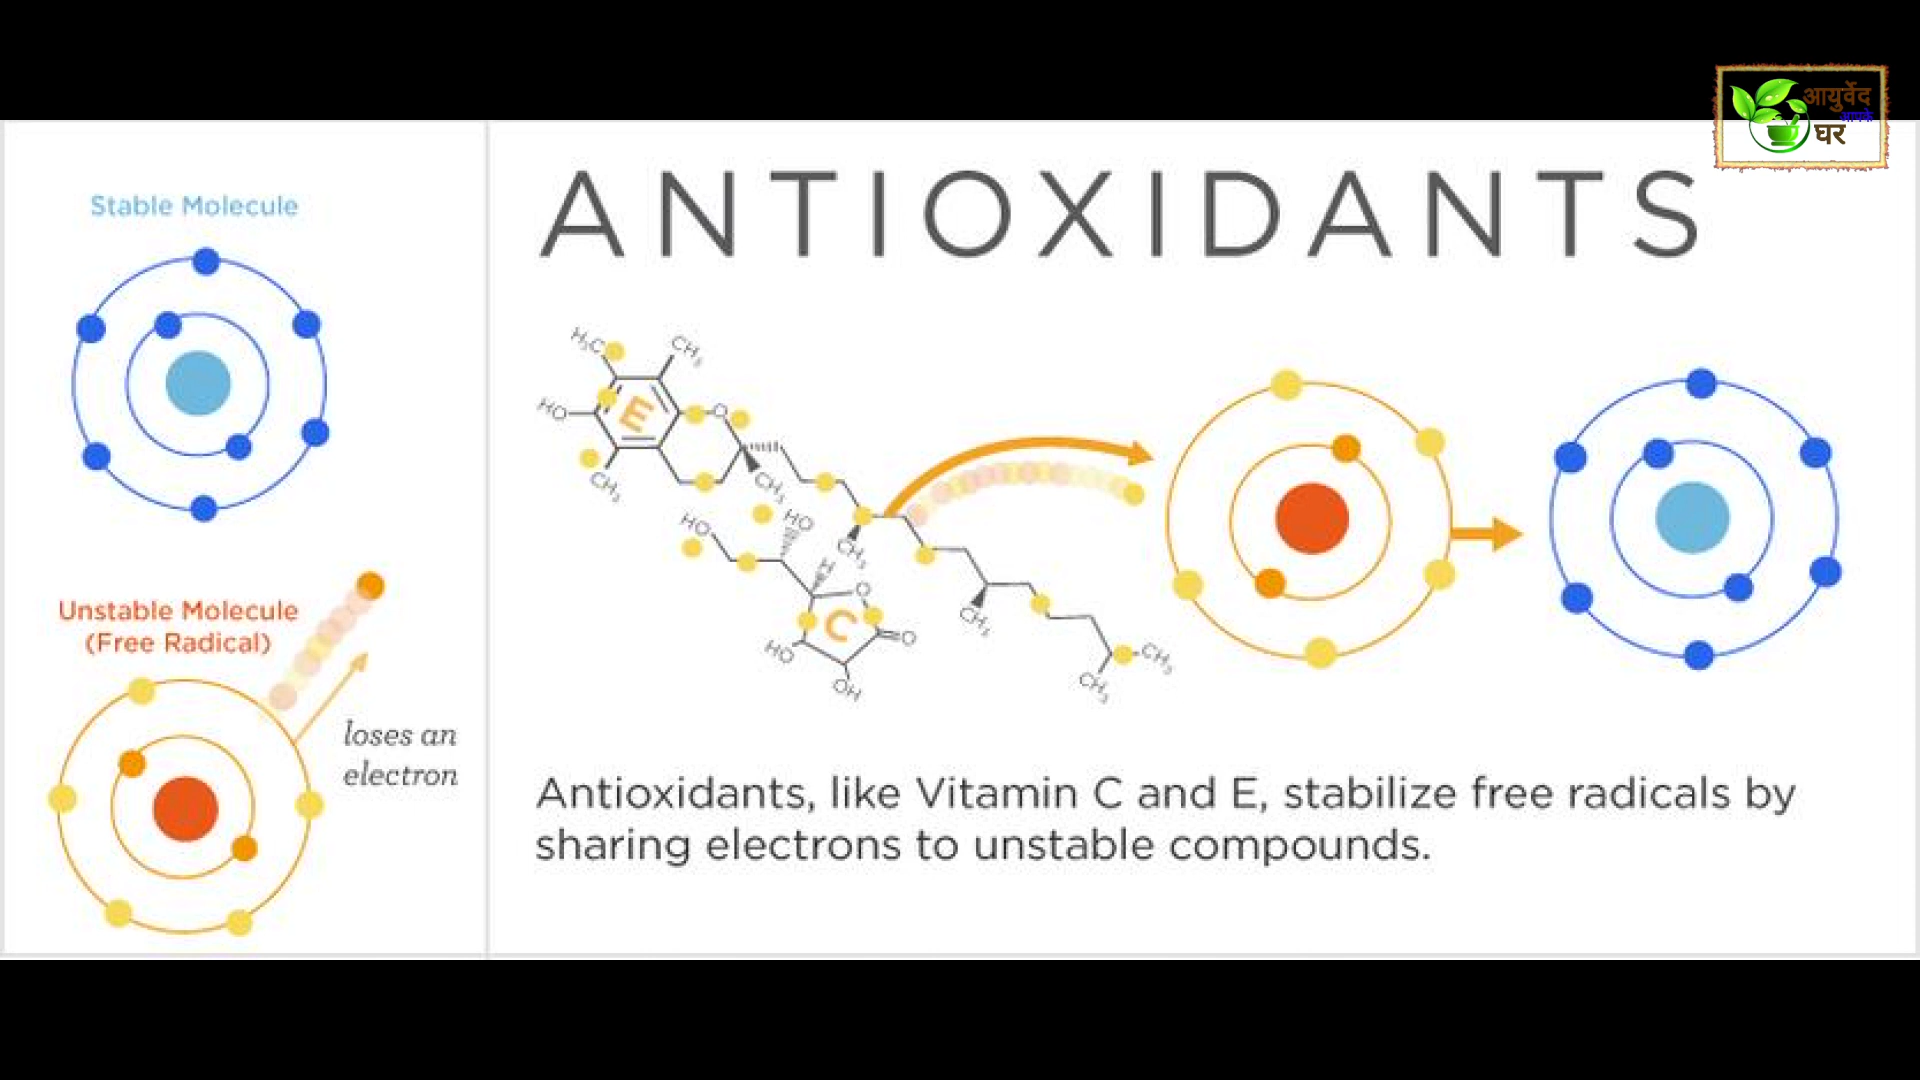 आयुर्वेद
आपके
घर
ANTIOXIDANTS
Stable Molecule
Unstable Molecule
(Free Radical)
loses an
electron
H₃C
CH₃
HO
E
O
CH₃
CH₃
HO
HO
H
CH₃
O
C
O
HO
OH
CH₃
CH₃
CH₃
Antioxidants, like Vitamin C and E, stabilize free radicals by
sharing electrons to unstable compounds.